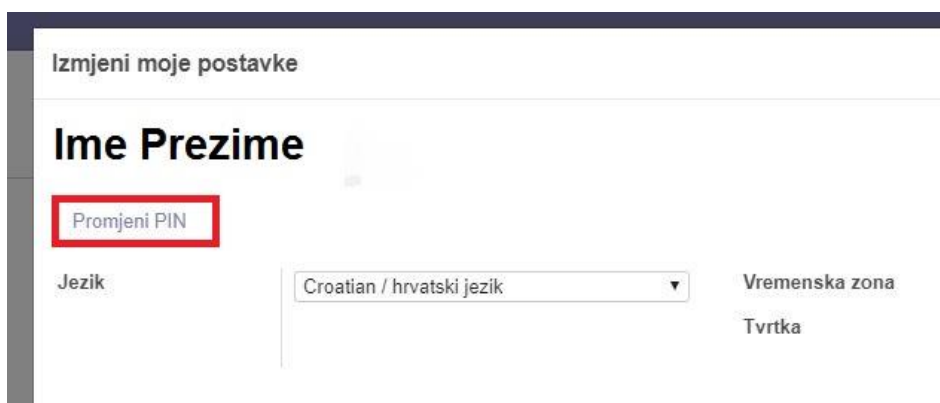 Izmjeni moje postavke
Ime Prezime
Promjeni PIN
Jezik
Croatian / hrvatski jezik
Vremenska zona
Tvrtka